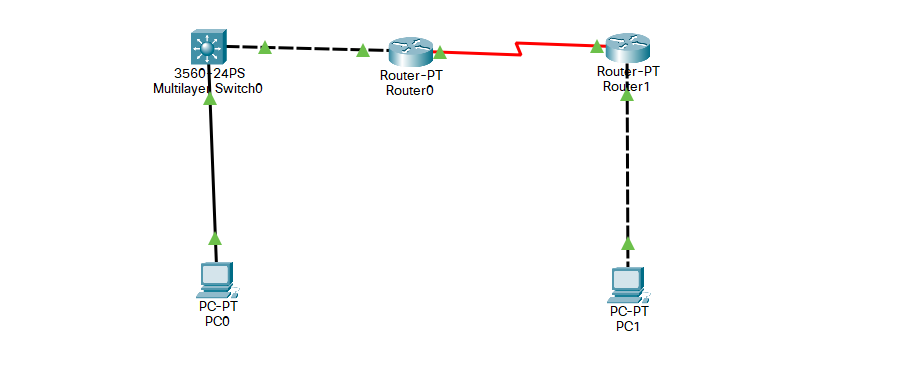 3560-24PS
Multilayer Switch0
Router-PT
Router0
Router-PT
Router1
PC-PT
PC0
PC-PT
PC1